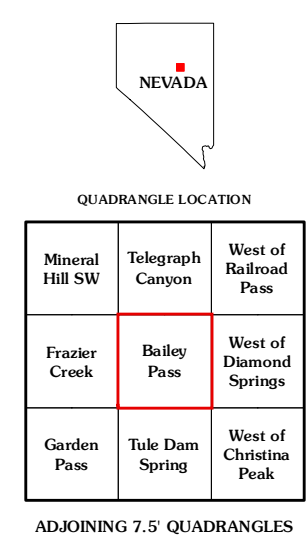 NEVADA
QUADRANGLE LOCATION
Mineral
Hill SW
Telegraph
Canyon
West of
Railroad
Pass
Frazier
Creek
Bailey
Pass
West of
Diamond
Springs
Garden
Pass
Tule Dam
Spring
West of
Christina
Peak
ADJOINING 7.5' QUADRANGLES